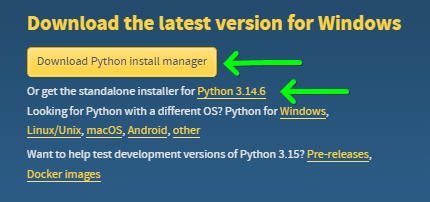 Download the latest version for Windows
Download Python install manager
Or get the standalone installer for Python 3.14.6
Looking for Python with a different OS? Python for Windows,
Linux/Unix, macOS, Android, other
Want to help test development versions of Python 3.15? Pre-releases,
Docker images